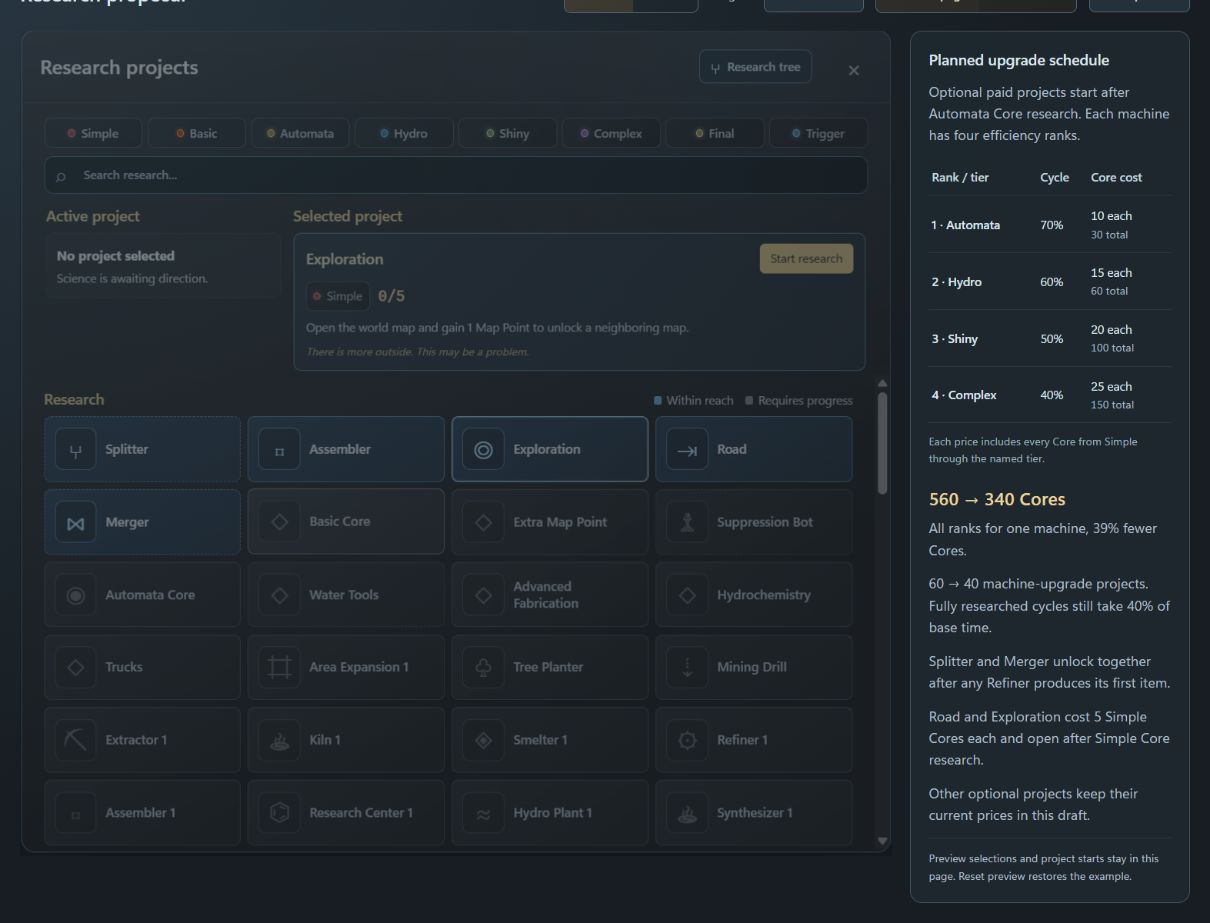 Research projects
Research tree
Simple
Basic
Automata
Hydro
Shiny
Complex
Final
Trigger
Search research...
Active project
No project selected
Science is awaiting direction.
Selected project
Exploration
Start research
Simple 0/5
Open the world map and gain 1 Map Point to unlock a neighboring map.
There is more outside. This may be a problem.
Research
Within reach
Requires progress
Splitter
Assembler
Exploration
Road
Merger
Basic Core
Extra Map Point
Suppression Bot
Automata Core
Water Tools
Advanced
Fabrication
Hydrochemistry
Trucks
Area Expansion 1
Tree Planter
Mining Drill
Extractor 1
Kiln 1
Smelter 1
Refiner 1
Assembler 1
Research Center 1
Hydro Plant 1
Synthesizer 1
Planned upgrade schedule
Optional paid projects start after
Automata Core research. Each machine
has four efficiency ranks.
Rank / tier Cycle Core cost
1 · Automata 70% 10 each
30 total
2 · Hydro 60% 15 each
60 total
3 · Shiny 50% 20 each
100 total
4 · Complex 40% 25 each
150 total
Each price includes every Core from Simple
through the named tier.
560 → 340 Cores
All ranks for one machine, 39% fewer
Cores.
60 → 40 machine-upgrade projects.
Fully researched cycles still take 40% of
base time.
Splitter and Merger unlock together
after any Refiner produces its first item.
Road and Exploration cost 5 Simple
Cores each and open after Simple Core
research.
Other optional projects keep their
current prices in this draft.
Preview selections and project starts stay in this
page. Reset preview restores the example.